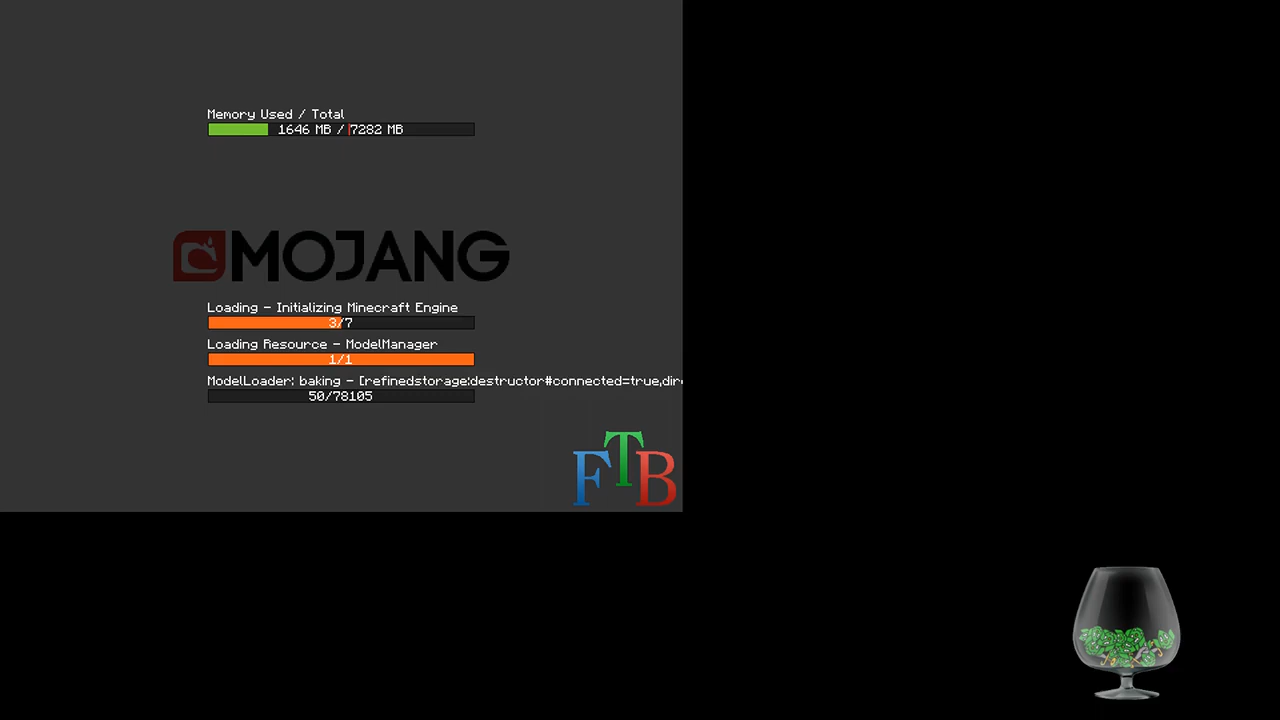 Memory Used / Total
1646 MB / 7282 MB
MOJANG
Loading - Initializing Minecraft Engine
3/7
Loading Resource - ModelManager
1/1
ModelLoader: baking - [refinedstorage:destructor#connected=true,dire
50/78105
FTB